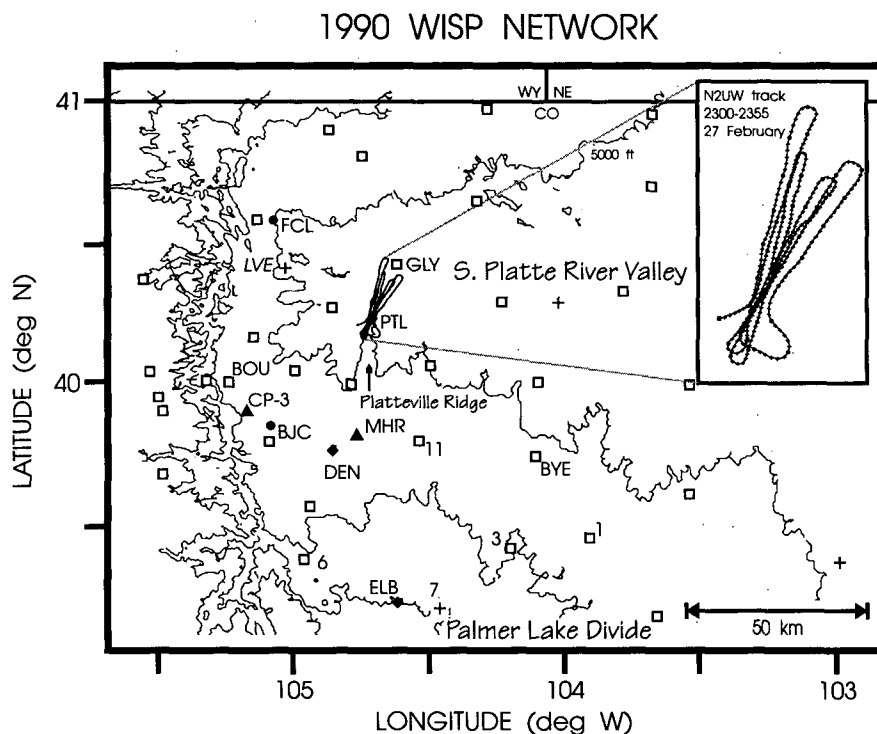 1990 WISP NETWORK
41
WY NE
CO
N2UW track
2300-2355
27 February
5000 ft
FCL
LVE
GLY
S. Platte River Valley
PTL
40
BOU
Platteville Ridge
CP-3
BJC
MHR
11
DEN
BYE
3
1
6
ELB
7
Palmer Lake Divide
50 km
105
104
103
LATITUDE (deg N)
LONGITUDE (deg W)